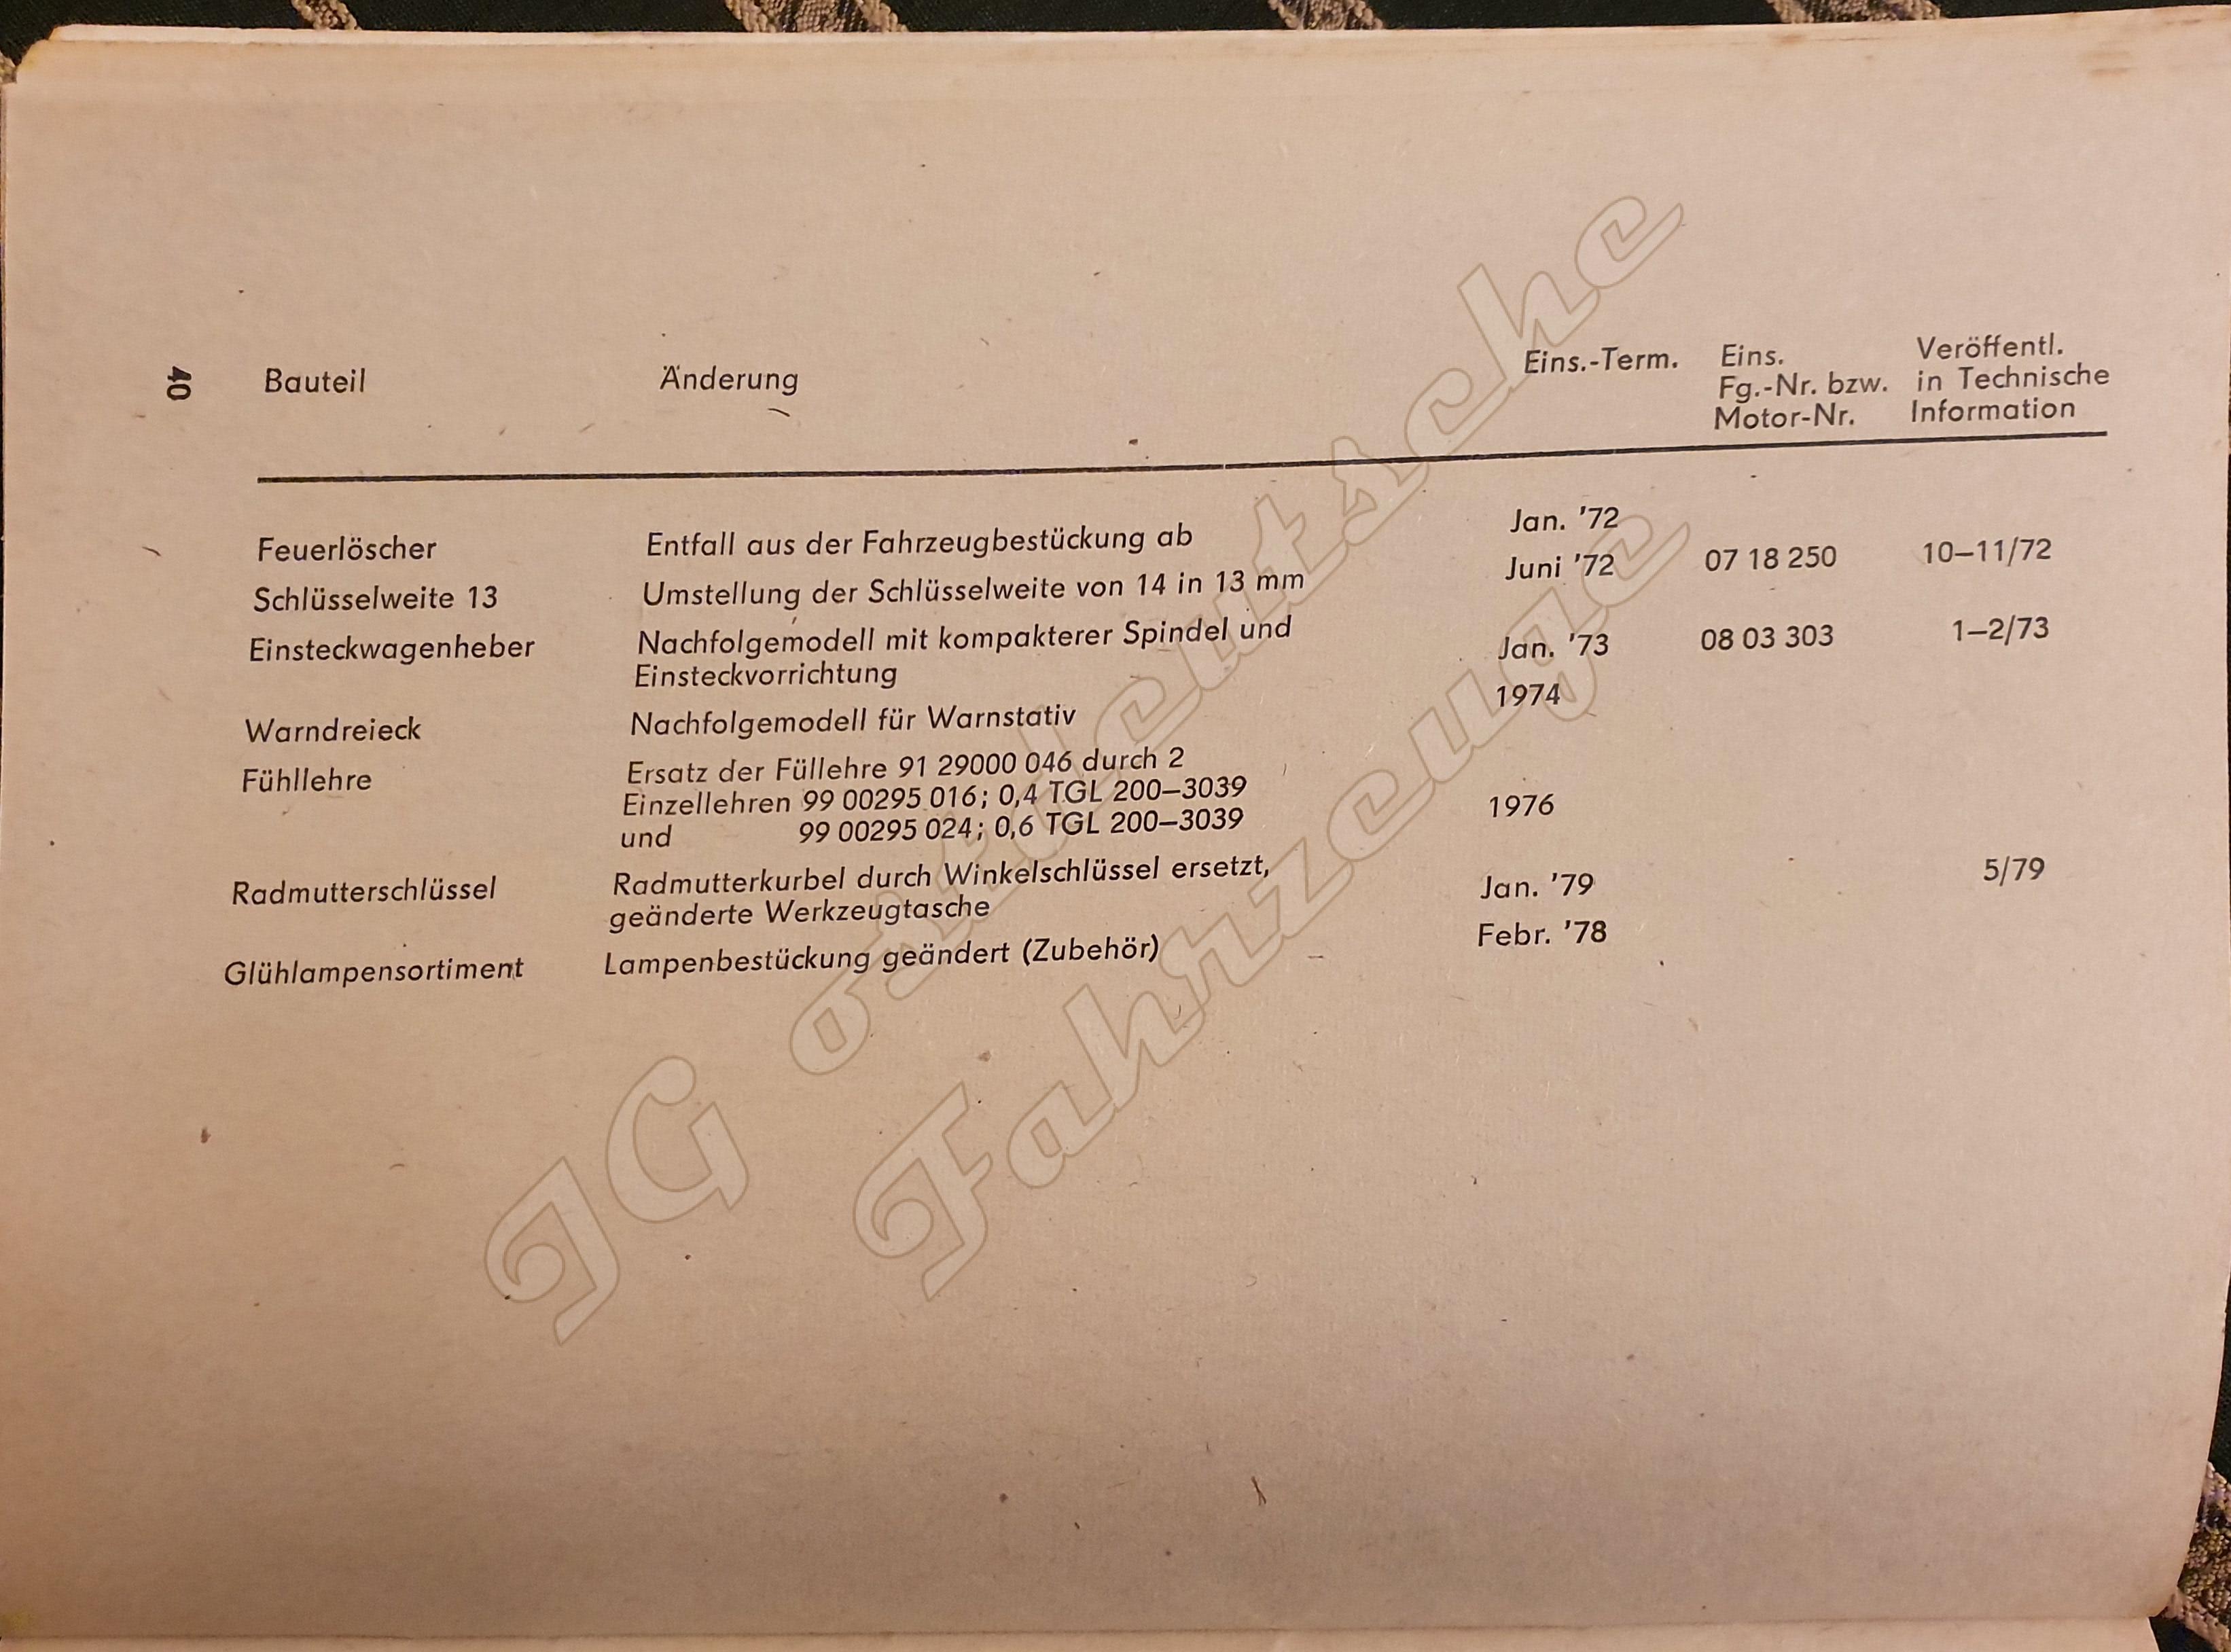 40
Bauteil Änderung Eins.-Term. Eins. Fg.-Nr. bzw. Motor-Nr. Veröffentl. in Technische Information
Feuerlöscher Entfall aus der Fahrzeugbestückung ab Jan. '72
Schlüsselweite 13 Umstellung der Schlüsselweite von 14 in 13 mm Juni '72 07 18 250 10–11/72
Einsteckwagenheber Nachfolgemodell mit kompakterer Spindel und
Einsteckvorrichtung Jan. '73 08 03 303 1–2/73
Warndreieck Nachfolgemodell für Warnstativ 1974
Fühllehre Ersatz der Füllehre 91 29000 046 durch 2
Einzellehren 99 00295 016; 0,4 TGL 200–3039
und 99 00295 024; 0,6 TGL 200–3039 1976
Radmutterschlüssel Radmutterkurbel durch Winkelschlüssel ersetzt,
geänderte Werkzeugtasche Jan. '79 5/79
Glühlampensortiment Lampenbestückung geändert (Zubehör) Febr. '78
IG ostdeutsche
Fahrzeuge